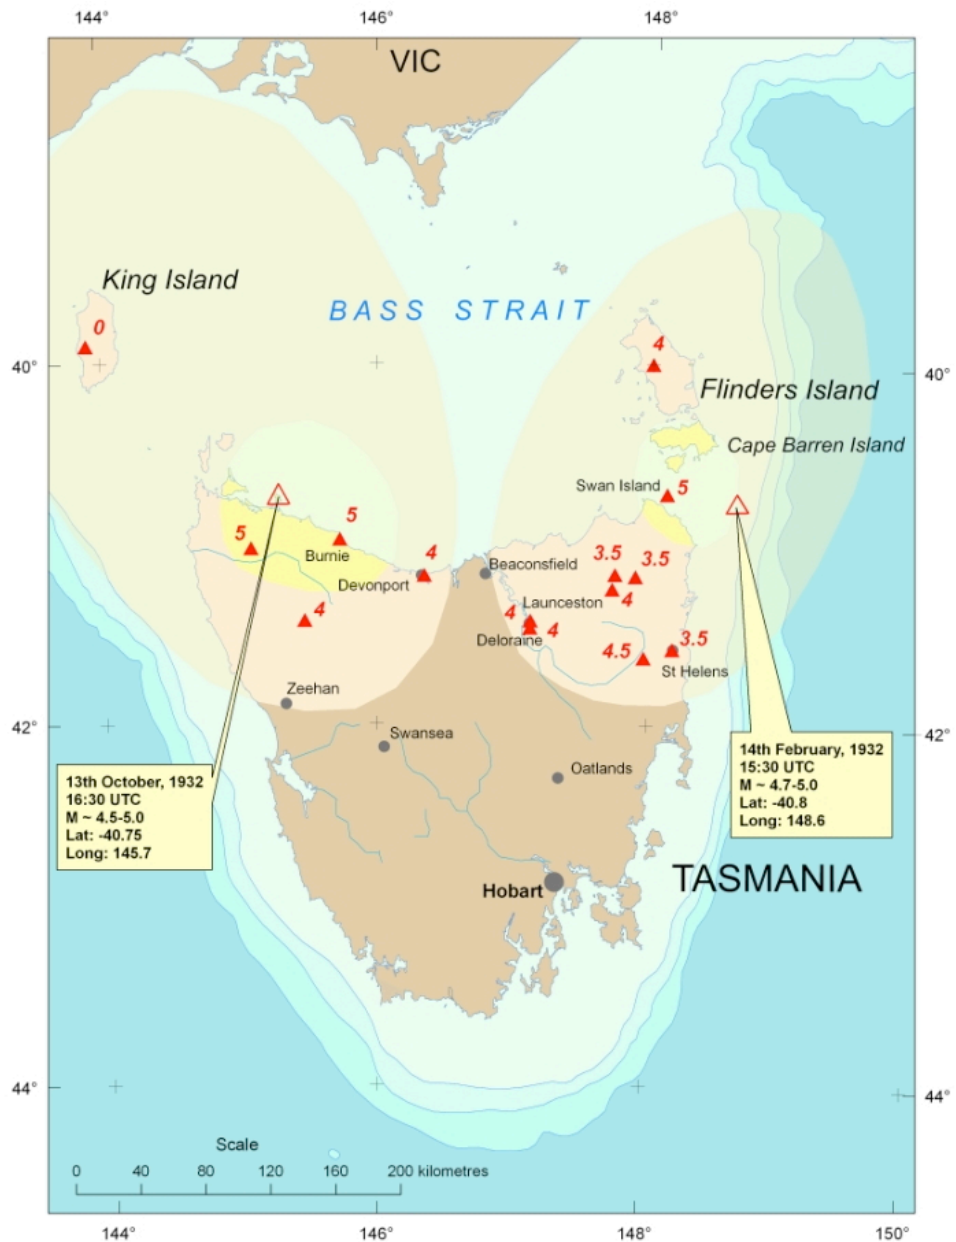 144°
146°
148°
VIC
King Island
0
BASS STRAIT
40°
4
40°
Flinders Island
Cape Barren Island
Swan Island
5
5
5
Burnie
4
Devonport
Beaconsfield
3.5
3.5
4
4
Launceston
4
4
Deloraine
4.5
3.5
St Helens
Zeehan
42°
42°
Swansea
Oatlands
13th October, 1932
16:30 UTC
M ~ 4.5-5.0
Lat: -40.75
Long: 145.7
14th February, 1932
15:30 UTC
M ~ 4.7-5.0
Lat: -40.8
Long: 148.6
Hobart
TASMANIA
44°
44°
Scale
0 40 80 120 160 200 kilometres
144°
146°
148°
150°